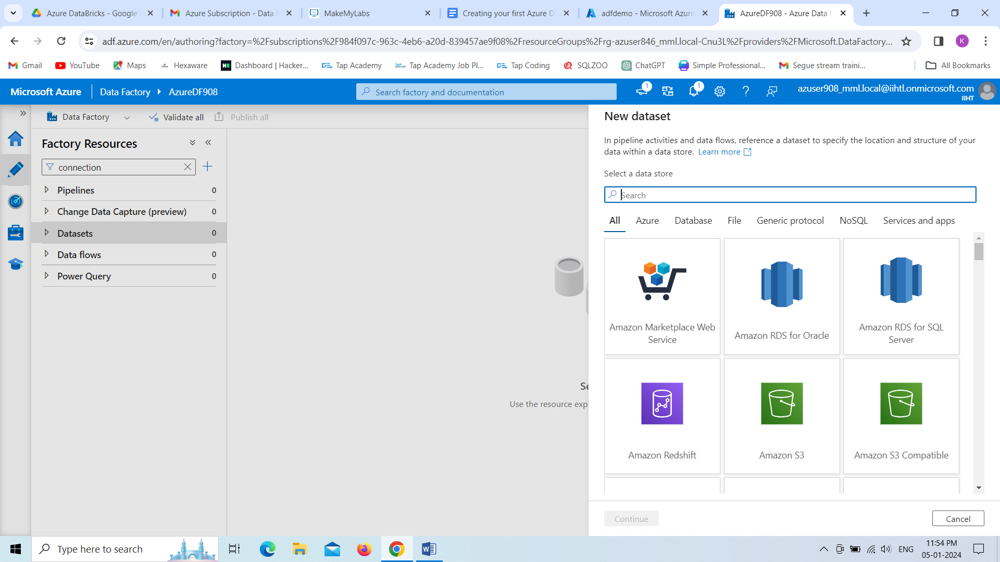 Azure DataBricks - Google
Azure Subscription - Data
MakeMyLabs
Creating your first Azure D
adfdemo - Microsoft Azure
AzureDF908 - Azure Data F
adf.azure.com/en/authoring?factory=%2Fsubscriptions%2F984f097c-963c-4eb6-a20d-839457ae9f08%2FresourceGroups%2Frg-azuser846_mml.local-Cnu3L%2Fproviders%2FMicrosoft.DataFactory...
K
Gmail
YouTube
Maps
Hexaware
Dashboard | Hacker...
Tap Academy
Tap Academy Job Pl...
Tap Coding
SQLZOO
ChatGPT
Simple Professional...
Segue stream traini...
All Bookmarks
Microsoft Azure
Data Factory
AzureDF908
Search factory and documentation
1
1
azuser908_mml.local@iihtl.onmicrosoft.com
IIHT
Data Factory
Validate all
Publish all
Factory Resources
connection
Pipelines 0
Change Data Capture (preview) 0
Datasets 0
Data flows 0
Power Query 0
Se
Use the resource exp
New dataset
In pipeline activities and data flows, reference a dataset to specify the location and structure of your
data within a data store. Learn more
Select a data store
Search
All Azure Database File Generic protocol NoSQL Services and apps
Amazon Marketplace Web
Service
Amazon RDS for Oracle
Amazon RDS for SQL
Server
Amazon Redshift
Amazon S3
Amazon S3 Compatible
Continue
Cancel
Type here to search
ENG
11:54 PM
05-01-2024